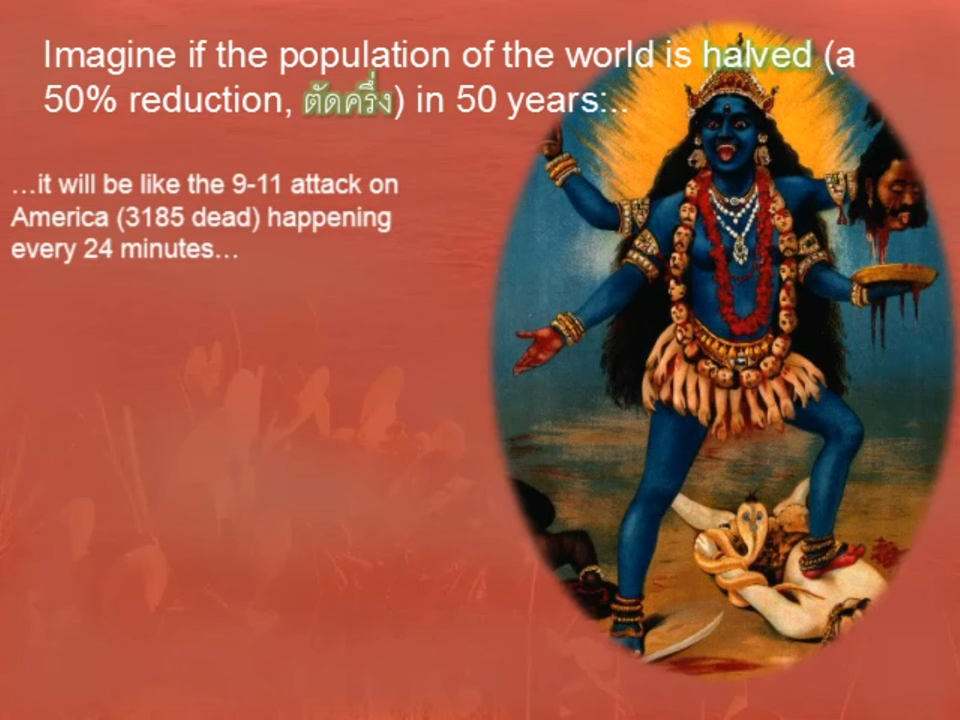 Imagine if the population of the world is halved (a
50% reduction, ตัดครึ่ง) in 50 years:..
…it will be like the 9-11 attack on
America (3185 dead) happening
every 24 minutes…